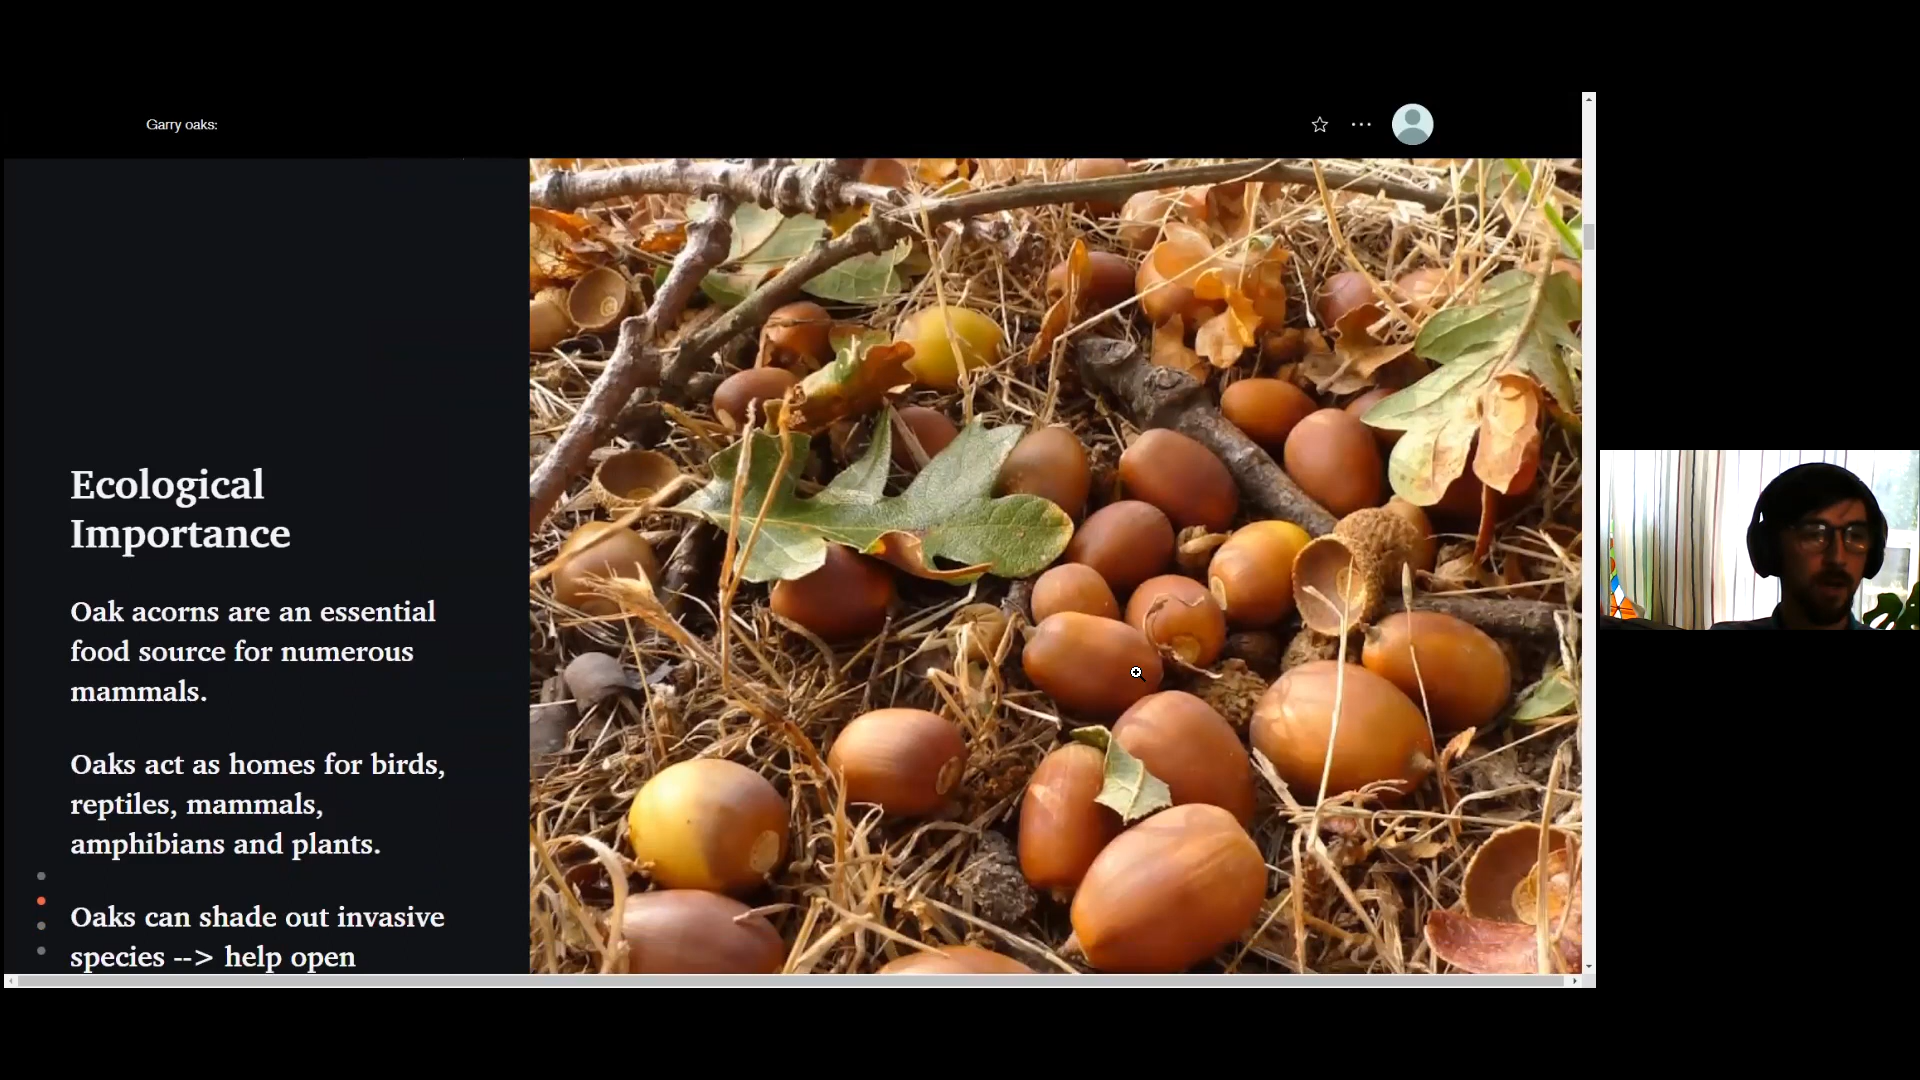 Garry oaks:
Ecological
Importance
Oak acorns are an essential
food source for numerous
mammals.
Oaks act as homes for birds,
reptiles, mammals,
amphibians and plants.
Oaks can shade out invasive
species --> help open